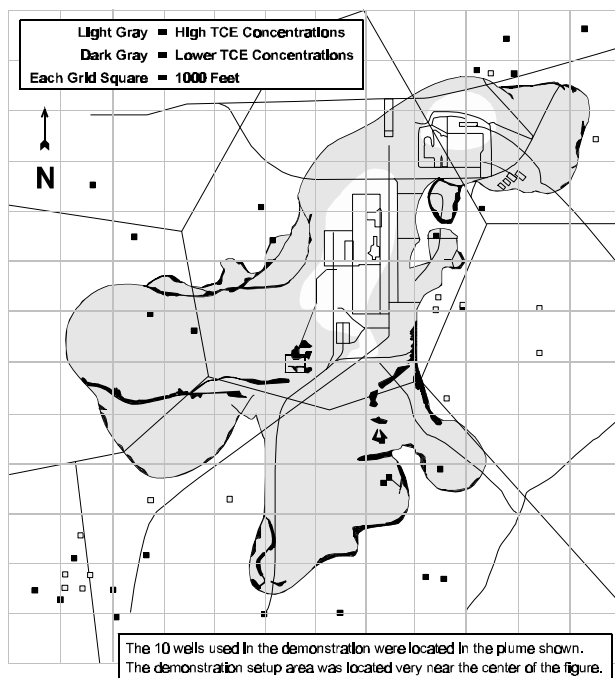 Light Gray = High TCE Concentrations
Dark Gray = Lower TCE Concentrations
Each Grid Square = 1000 Feet
N
The 10 wells used in the demonstration were located in the plume shown.
The demonstration setup area was located very near the center of the figure.